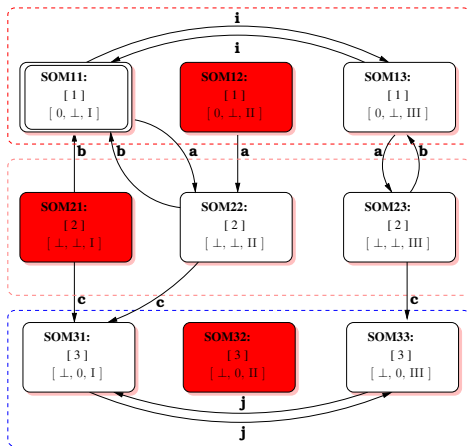 i
i
SOM11:
[ 1 ]
[ 0, ⊥, I ]
SOM12:
[ 1 ]
[ 0, ⊥, II ]
SOM13:
[ 1 ]
[ 0, ⊥, III ]
b
b
a
a
a
b
SOM21:
[ 2 ]
[ ⊥, ⊥, I ]
SOM22:
[ 2 ]
[ ⊥, ⊥, II ]
SOM23:
[ 2 ]
[ ⊥, ⊥, III ]
c
c
c
SOM31:
[ 3 ]
[ ⊥, 0, I ]
SOM32:
[ 3 ]
[ ⊥, 0, II ]
SOM33:
[ 3 ]
[ ⊥, 0, III ]
j
j